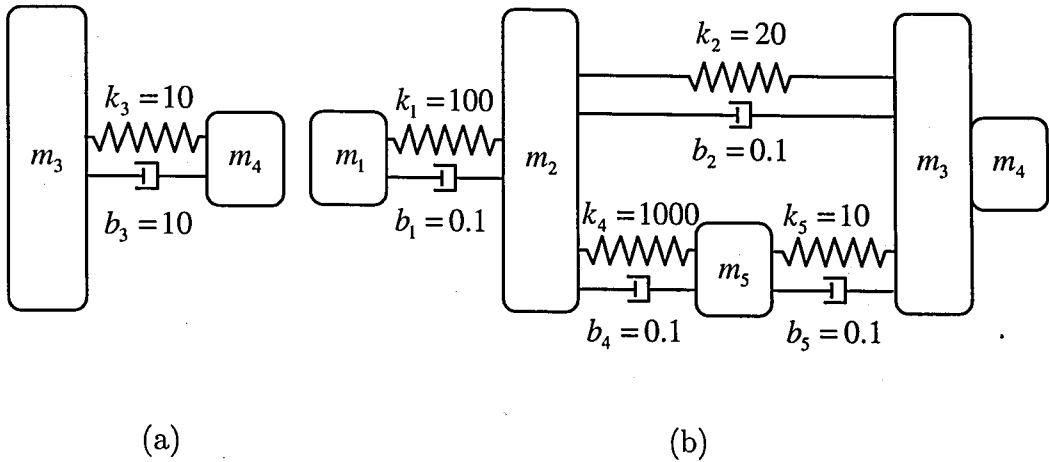 k₂ = 20
k₃ = 10
k₁ = 100
m₃
m₄
m₁
m₂
b₂ = 0.1
m₃
m₄
b₃ = 10
b₁ = 0.1
k₄ = 1000
k₅ = 10
m₅
b₄ = 0.1
b₅ = 0.1
(a)
(b)